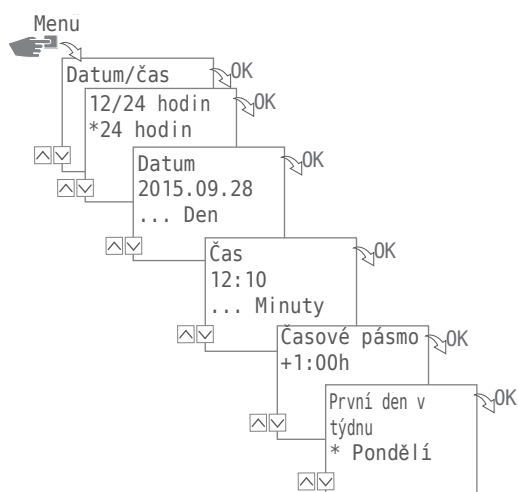 Menu
Datum/čas
OK
12/24 hodin
*24 hodin
OK
Datum
2015.09.28
... Den
OK
Čas
12:10
... Minuty
OK
Časové pásmo
+1:00h
OK
První den v
týdnu
* Pondělí
OK